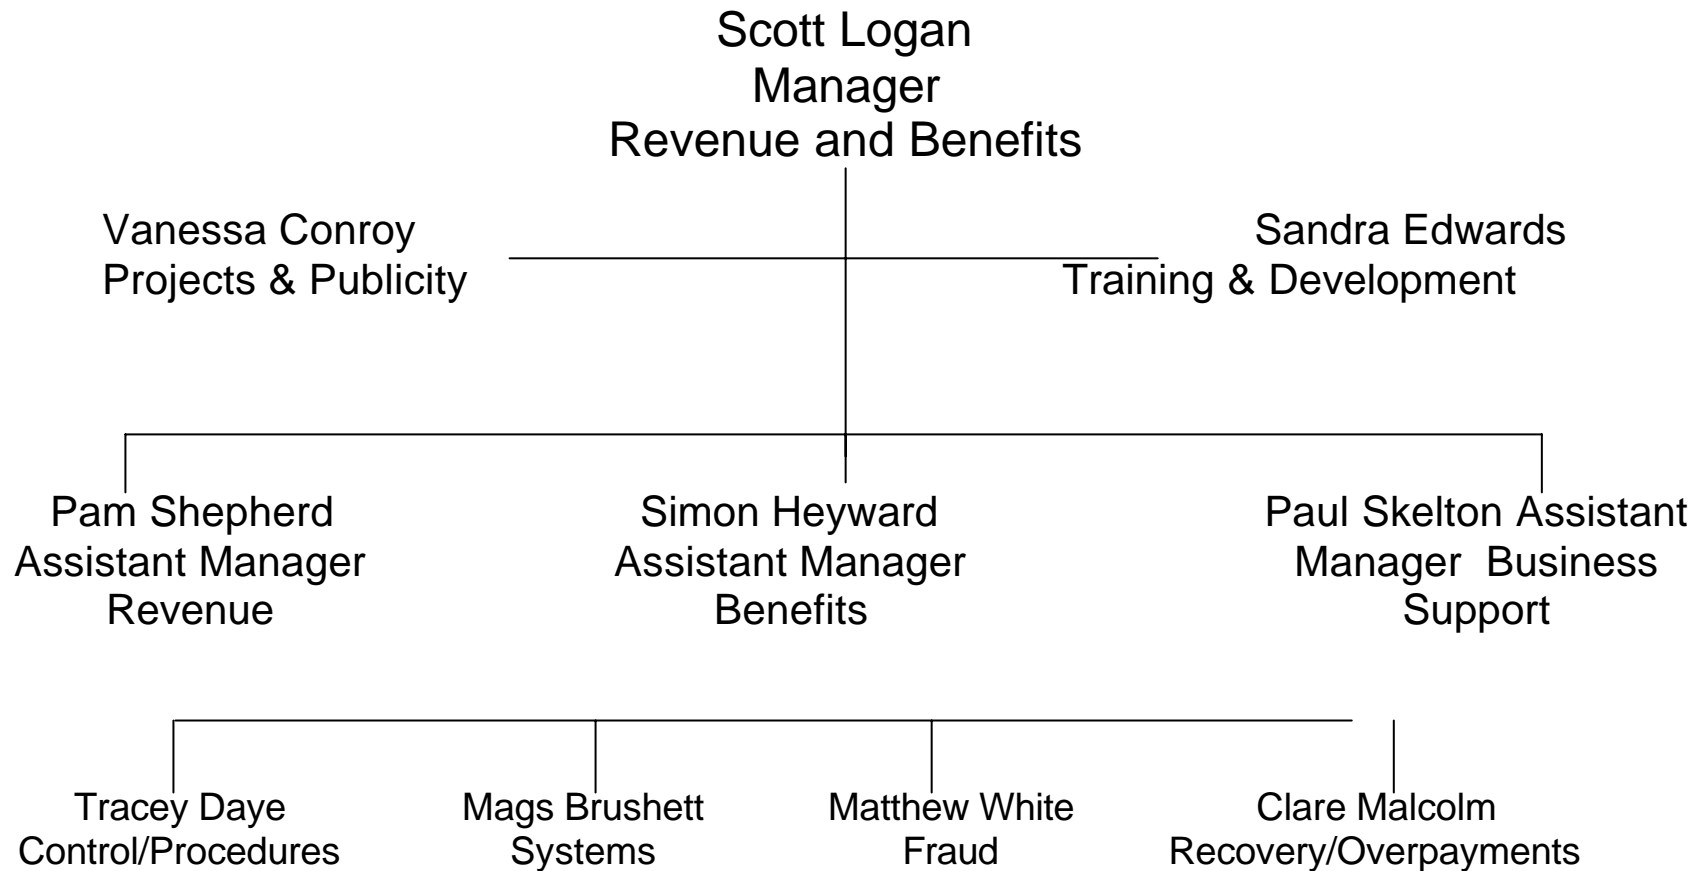 Scott Logan
Manager
Revenue and Benefits
Vanessa Conroy
Projects & Publicity
Sandra Edwards
Training & Development
Pam Shepherd
Assistant Manager
Revenue
Simon Heyward
Assistant Manager
Benefits
Paul Skelton Assistant
Manager  Business
Support
Tracey Daye
Control/Procedures
Mags Brushett
Systems
Matthew White
Fraud
Clare Malcolm
Recovery/Overpayments